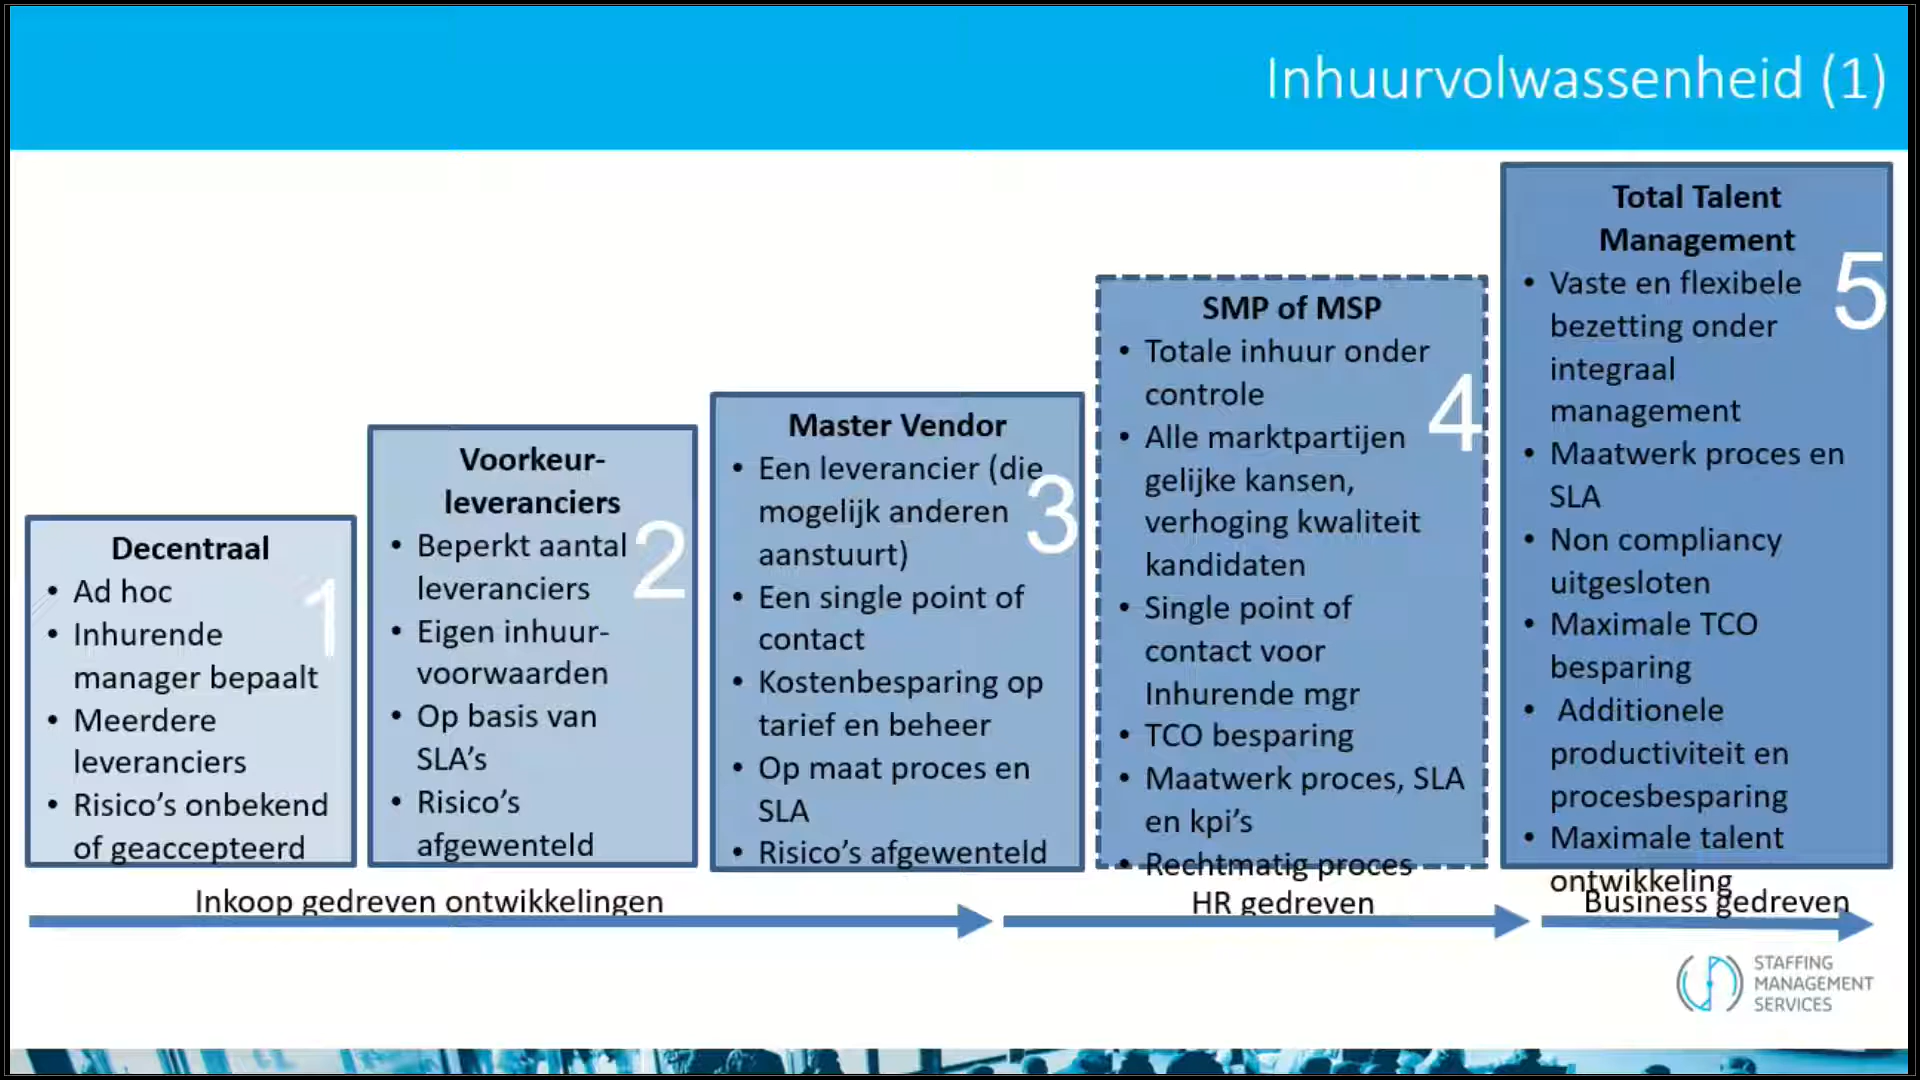 Inhuurvolwassenheid (1)
Decentraal
• Ad hoc
• Inhurende
manager bepaalt
• Meerdere
leveranciers
• Risico’s onbekend
of geaccepteerd
1
Voorkeur-
leveranciers
• Beperkt aantal
leveranciers
• Eigen inhuur-
voorwaarden
• Op basis van
SLA’s
• Risico’s
afgewenteld
2
Master Vendor
• Een leverancier (die
mogelijk anderen
aanstuurt)
• Een single point of
contact
• Kostenbesparing op
tarief en beheer
• Op maat proces en
SLA
• Risico’s afgewenteld
3
SMP of MSP
• Totale inhuur onder
controle
• Alle marktpartijen
gelijke kansen,
verhoging kwaliteit
kandidaten
• Single point of
contact voor
Inhurende mgr
• TCO besparing
• Maatwerk proces, SLA
en kpi’s
• Rechtmatig proces
4
Total Talent
Management
• Vaste en flexibele
bezetting onder
integraal
management
• Maatwerk proces en
SLA
• Non compliancy
uitgesloten
• Maximale TCO
besparing
• Additionele
productiviteit en
procesbesparing
• Maximale talent
ontwikkeling
5
Inkoop gedreven ontwikkelingen
HR gedreven
Business gedreven
STAFFING
MANAGEMENT
SERVICES